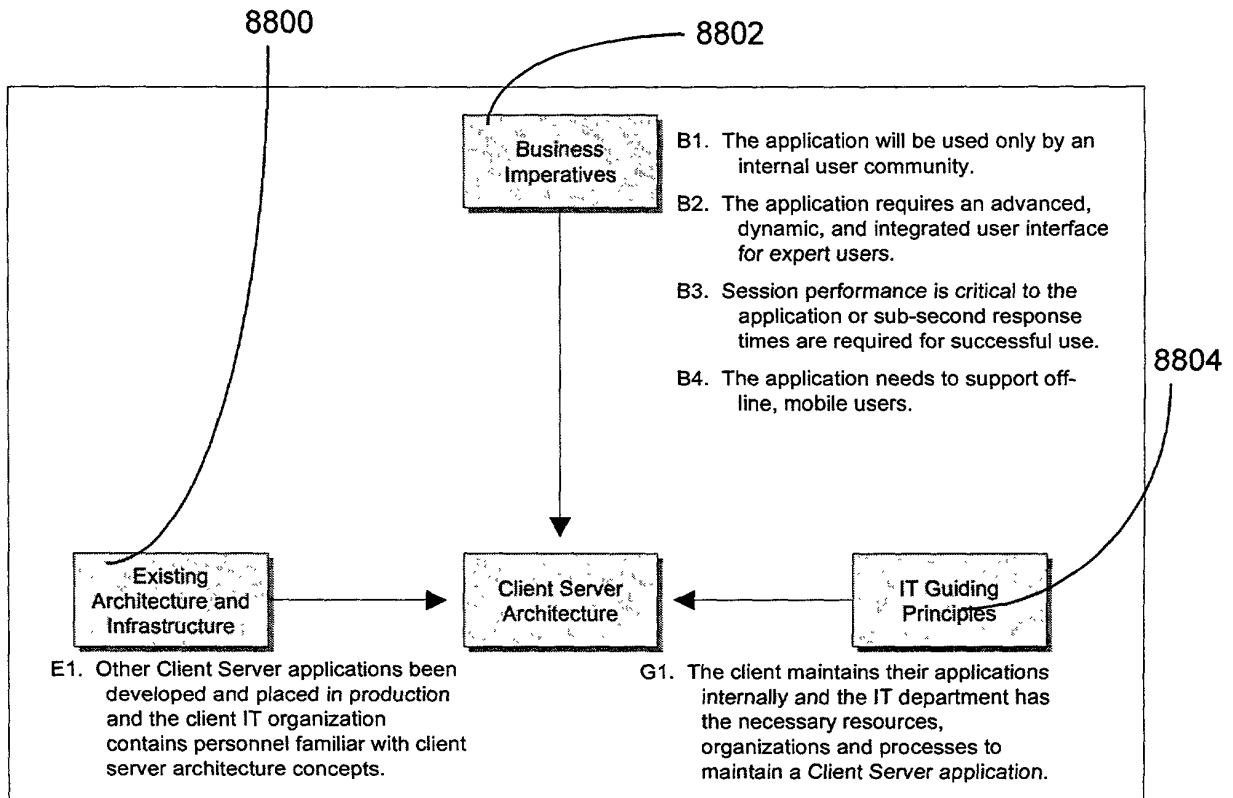 8800
8802
Business
Imperatives
B1. The application will be used only by an
internal user community.
B2. The application requires an advanced,
dynamic, and integrated user interface
for expert users.
B3. Session performance is critical to the
application or sub-second response
times are required for successful use.
B4. The application needs to support off-
line, mobile users.
8804
Existing
Architecture and
Infrastructure
Client Server
Architecture
IT Guiding
Principles
E1. Other Client Server applications been
developed and placed in production
and the client IT organization
contains personnel familiar with client
server architecture concepts.
G1. The client maintains their applications
internally and the IT department has
the necessary resources,
organizations and processes to
maintain a Client Server application.